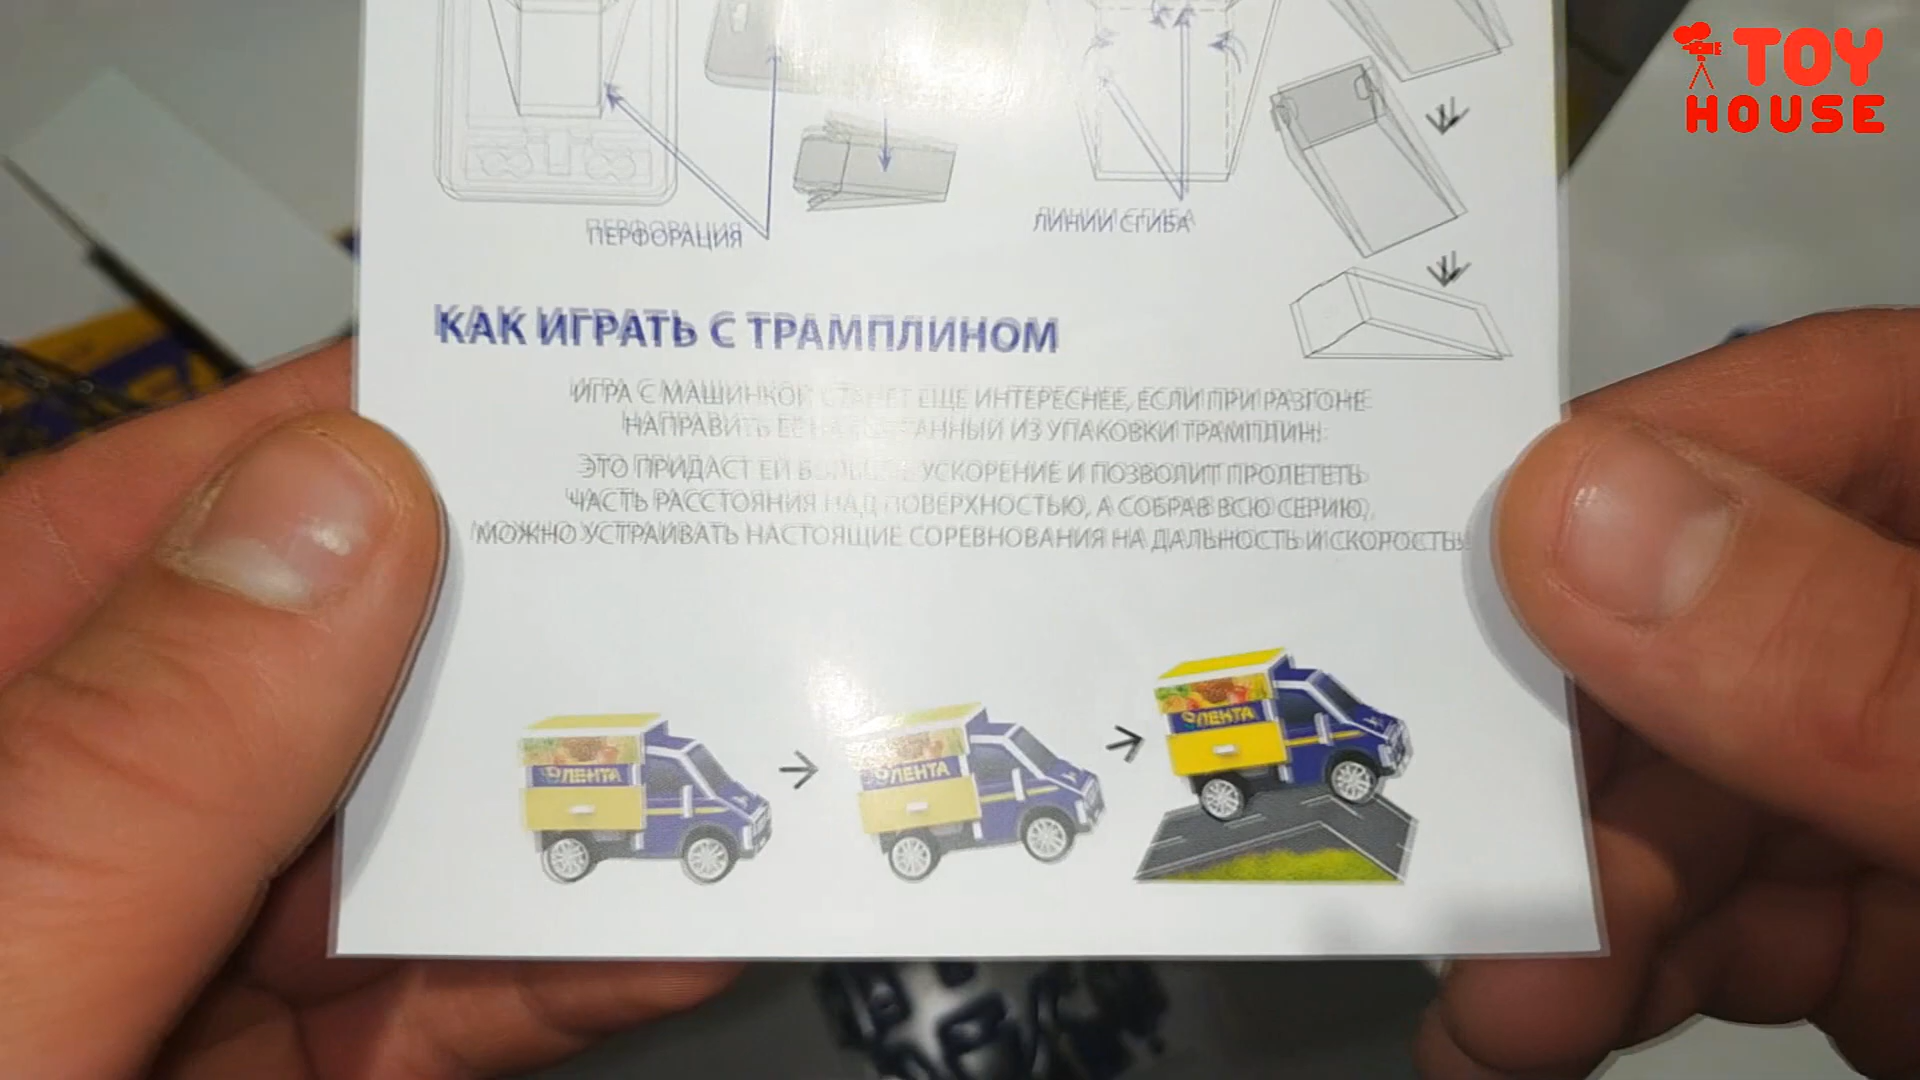 TOY
HOUSE
ПЕРФОРАЦИЯ
ЛИНИИ СГИБА
КАК ИГРАТЬ С ТРАМПЛИНОМ
ИГРА С МАШИНКОЙ СТАНЕТ ЕЩЕ ИНТЕРЕСНЕЕ, ЕСЛИ ПРИ РАЗГОНЕ
НАПРАВИТЬ ЕЕ НА СОБРАННЫЙ ИЗ УПАКОВКИ ТРАМПЛИН!
ЭТО ПРИДАСТ ЕЙ БОЛЬШЕЕ УСКОРЕНИЕ И ПОЗВОЛИТ ПРОЛЕТЕТЬ
ЧАСТЬ РАССТОЯНИЯ НАД ПОВЕРХНОСТЬЮ, А СОБРАВ ВСЮ СЕРИЮ,
МОЖНО УСТРАИВАТЬ НАСТОЯЩИЕ СОРЕВНОВАНИЯ НА ДАЛЬНОСТЬ И СКОРОСТЬ!
ЛЕНТА
ЛЕНТА
ЛЕНТА